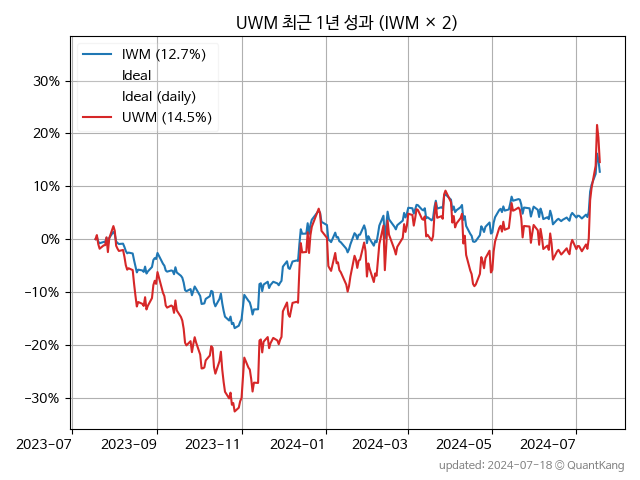 UWM 최근 1년 성과 (IWM × 2)
IWM (12.7%)
Ideal
Ideal (daily)
UWM (14.5%)
30%
20%
10%
0%
−10%
−20%
−30%
2023-07 2023-09 2023-11 2024-01 2024-03 2024-05 2024-07
updated: 2024-07-18 © QuantKang